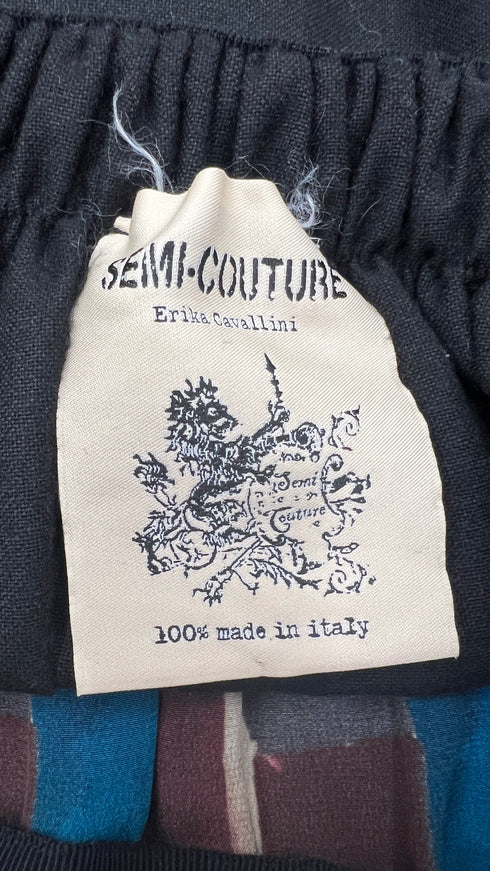 SEMI·COUTURE
Erika Cavallini
Semi
Couture
100% made in italy